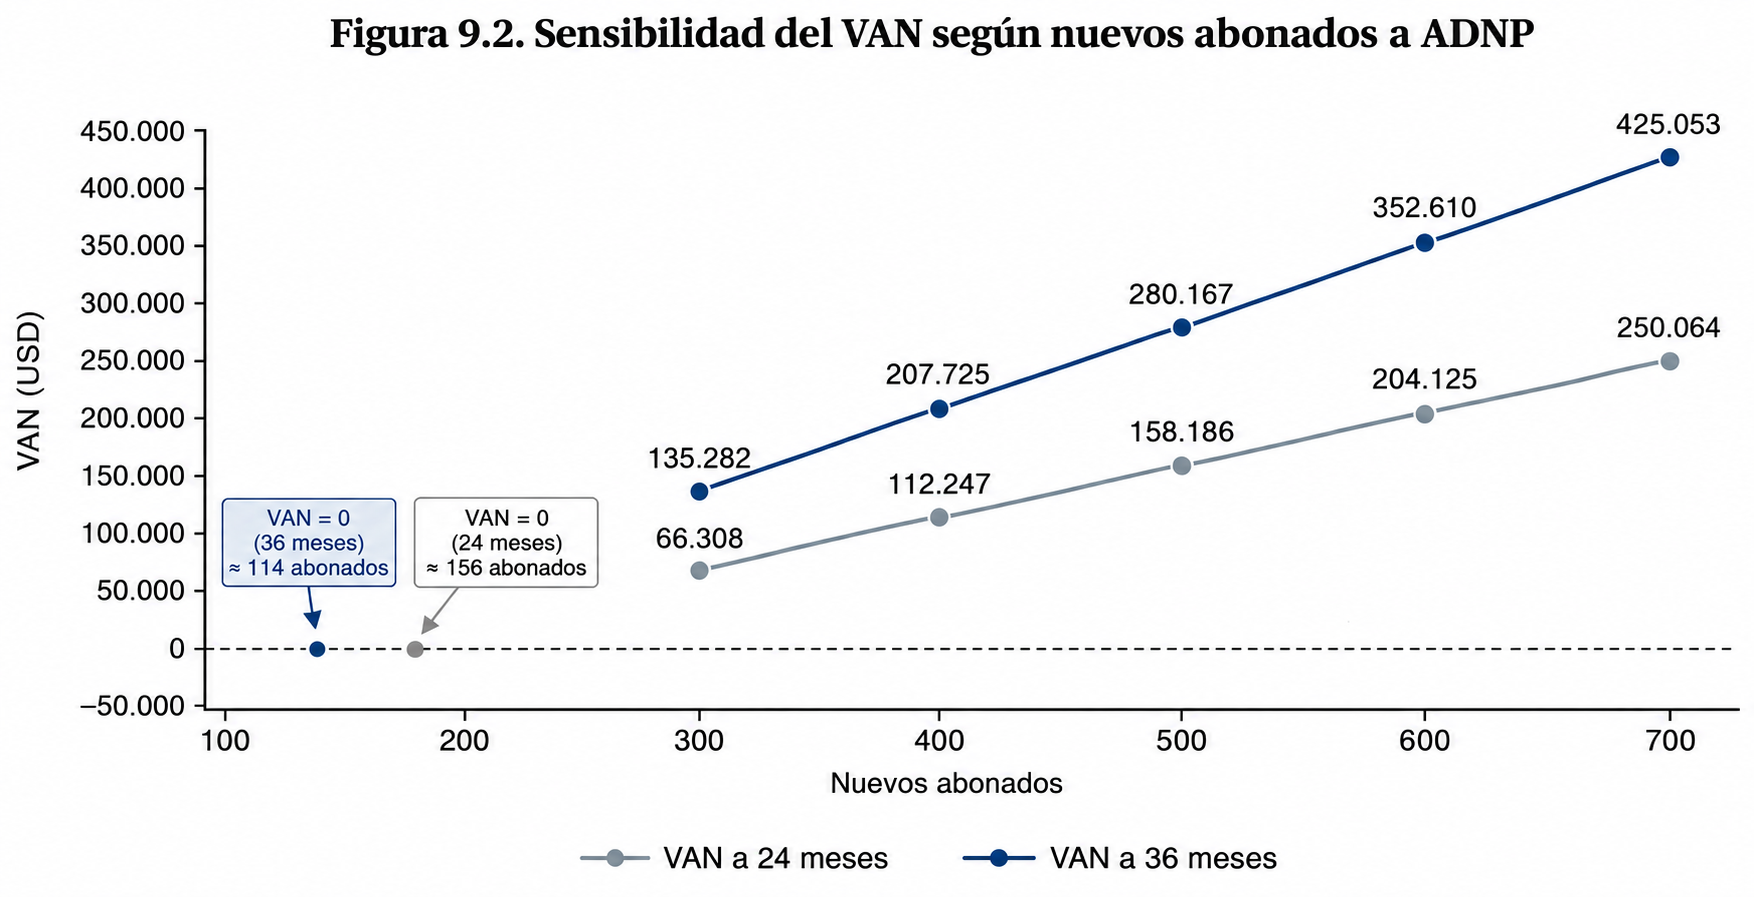 Figura 9.2. Sensibilidad del VAN según nuevos abonados a ADNP
VAN (USD)
450.000
400.000
350.000
300.000
250.000
200.000
150.000
100.000
50.000
0
–50.000
425.053
352.610
280.167
207.725
135.282
250.064
204.125
158.186
112.247
66.308
VAN = 0
(36 meses)
≈ 114 abonados
VAN = 0
(24 meses)
≈ 156 abonados
100 200 300 400 500 600 700
Nuevos abonados
VAN a 24 meses VAN a 36 meses